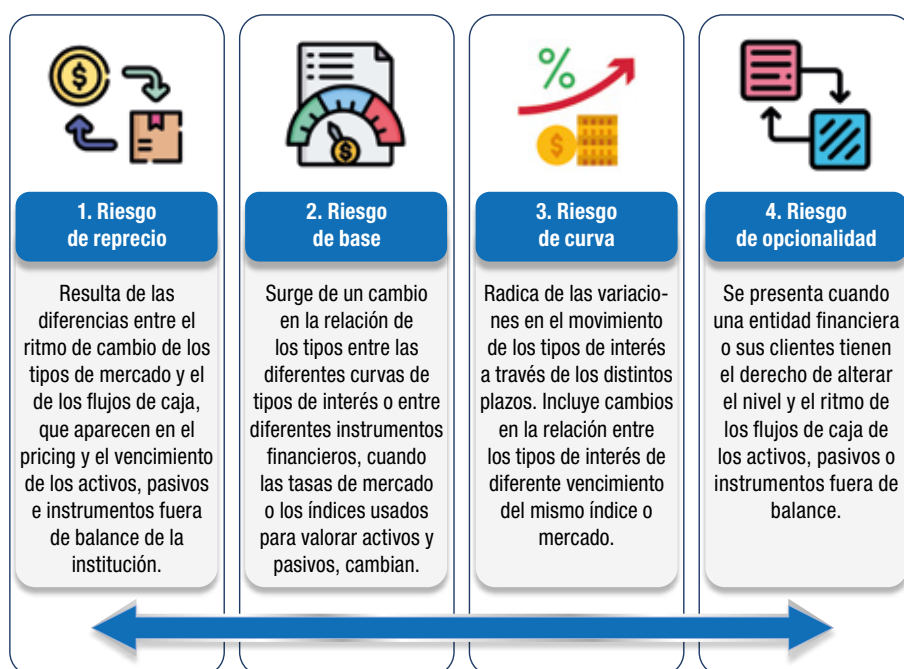 1. Riesgo
de reprecio
Resulta de las
diferencias entre el
ritmo de cambio de los
tipos de mercado y el
de los flujos de caja,
que aparecen en el
pricing y el vencimiento
de los activos, pasivos
e instrumentos fuera
de balance de la
institución.
2. Riesgo
de base
Surge de un cambio
en la relación de
los tipos entre las
diferentes curvas de
tipos de interés o entre
diferentes instrumentos
financieros, cuando
las tasas de mercado
o los índices usados
para valorar activos y
pasivos, cambian.
%
3. Riesgo
de curva
Radica de las variacio-
nes en el movimiento
de los tipos de interés
a través de los distintos
plazos. Incluye cambios
en la relación entre
los tipos de interés de
diferente vencimiento
del mismo índice o
mercado.
4. Riesgo
de opcionalidad
Se presenta cuando
una entidad financiera
o sus clientes tienen
el derecho de alterar
el nivel y el ritmo de
los flujos de caja de
los activos, pasivos o
instrumentos fuera de
balance.